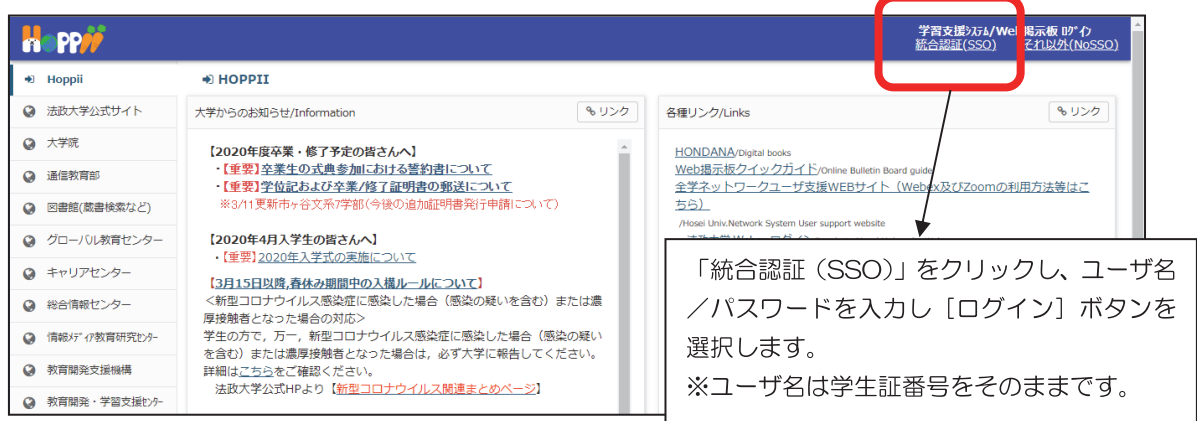 Hoppii
学習支援ｼｽﾃﾑ/Web掲示板 ﾛｸﾞｲﾝ
統合認証(SSO) それ以外(NoSSO)
Hoppii
法政大学公式サイト
大学院
通信教育部
図書館(蔵書検索など)
グローバル教育センター
キャリアセンター
総合情報センター
情報ﾒﾃﾞｨｱ教育研究ｾﾝﾀｰ
教育開発支援機構
教育開発・学習支援ｾﾝﾀｰ
HOPPII
大学からのお知らせ/Information
リンク
【2020年度卒業・修了予定の皆さんへ】
・【重要】卒業生の式典参加における誓約書について
・【重要】学位記および卒業/修了証明書の郵送について
※3/11更新市ヶ谷文系7学部(今後の追加証明書発行申請について)
【2020年4月入学生の皆さんへ】
・【重要】2020年入学式の実施について
【3月15日以降,春休み期間中の入構ルールについて】
＜新型コロナウイルス感染症に感染した場合（感染の疑いを含む）または濃
厚接触者となった場合の対応＞
学生の方で，万一，新型コロナウイルス感染症に感染した場合（感染の疑い
を含む）または濃厚接触者となった場合は，必ず大学に報告してください。
詳細はこちらをご確認ください。
法政大学公式HPより【新型コロナウイルス関連まとめページ】
各種リンク/Links
リンク
HONDANA/Digital books
Web掲示板クイックガイド/Online Bulletin Board guide
全学ネットワークユーザ支援WEBサイト（Webex及びZoomの利用方法等はこ
ちら）
/Hosei Univ.Network System User support website
「統合認証（SSO）」をクリックし、ユーザ名
／パスワードを入力し［ログイン］ボタンを
選択します。
※ユーザ名は学生証番号をそのままです。